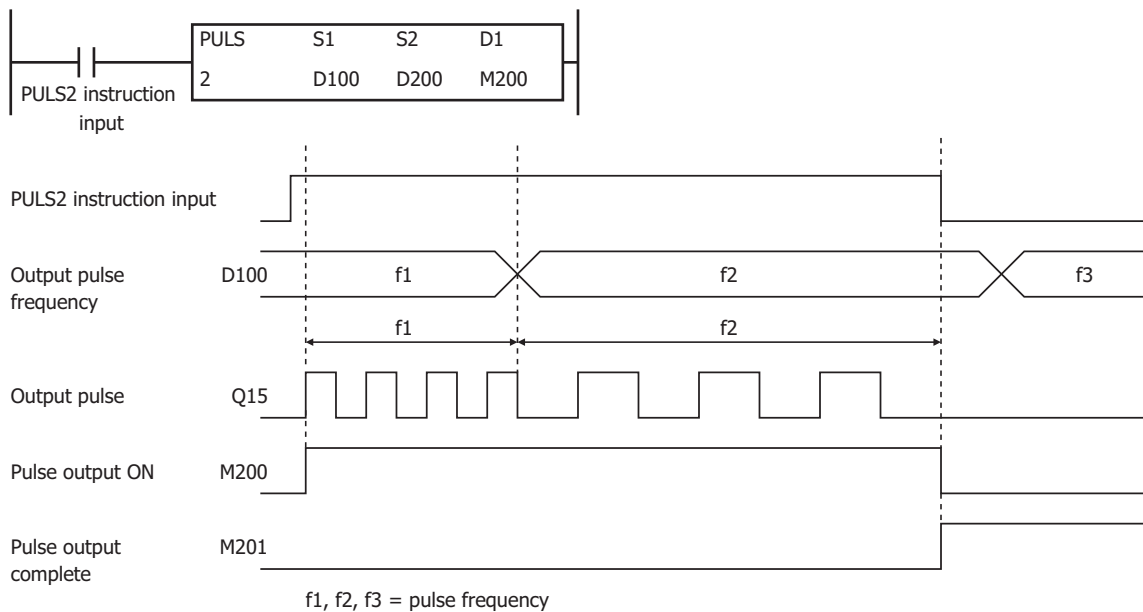 PULS S1 S2 D1
2 D100 D200 M200
PULS2 instruction
input
PULS2 instruction input
Output pulse
frequency
D100
f1
f2
f3
f1
f2
Output pulse Q15
Pulse output ON M200
Pulse output
complete
M201
f1, f2, f3 = pulse frequency